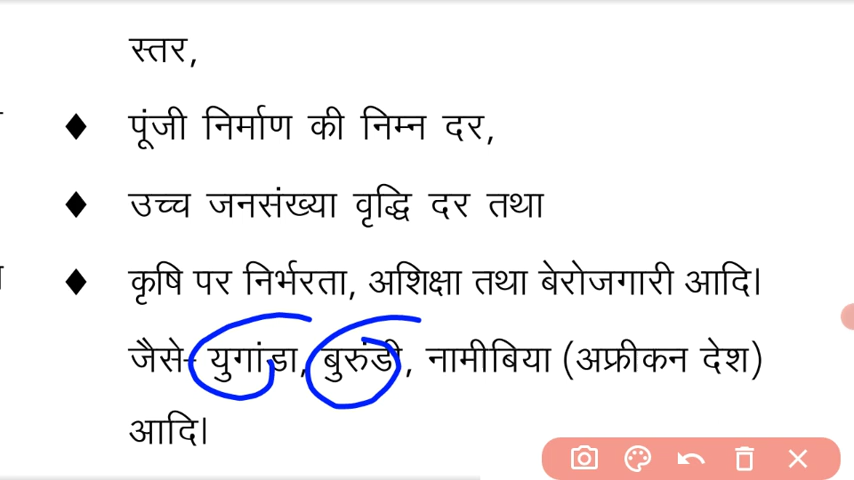 स्तर,
♦ पूंजी निर्माण की निम्न दर,
♦ उच्च जनसंख्या वृद्धि दर तथा
♦ कृषि पर निर्भरता, अशिक्षा तथा बेरोजगारी आदि।
जैसे- युगांडा, बुरुंडी, नामीबिया (अफ्रीकन देश)
आदि।